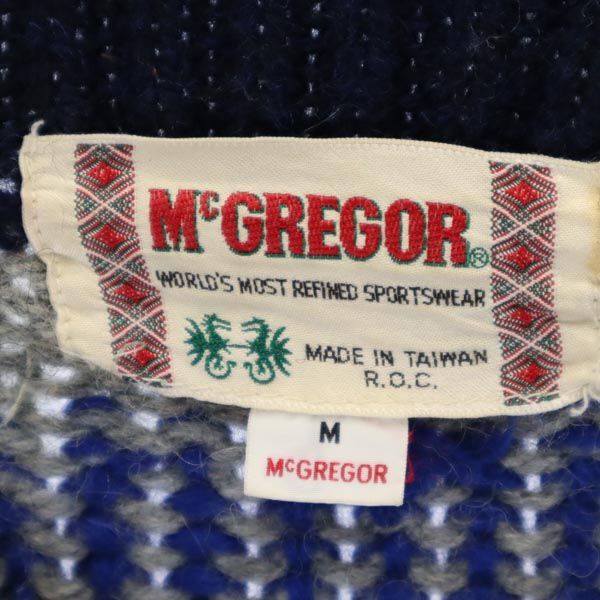 McGREGOR®
WORLD'S MOST REFINED SPORTSWEAR
MADE IN TAIWAN
R.O.C.
M
McGREGOR